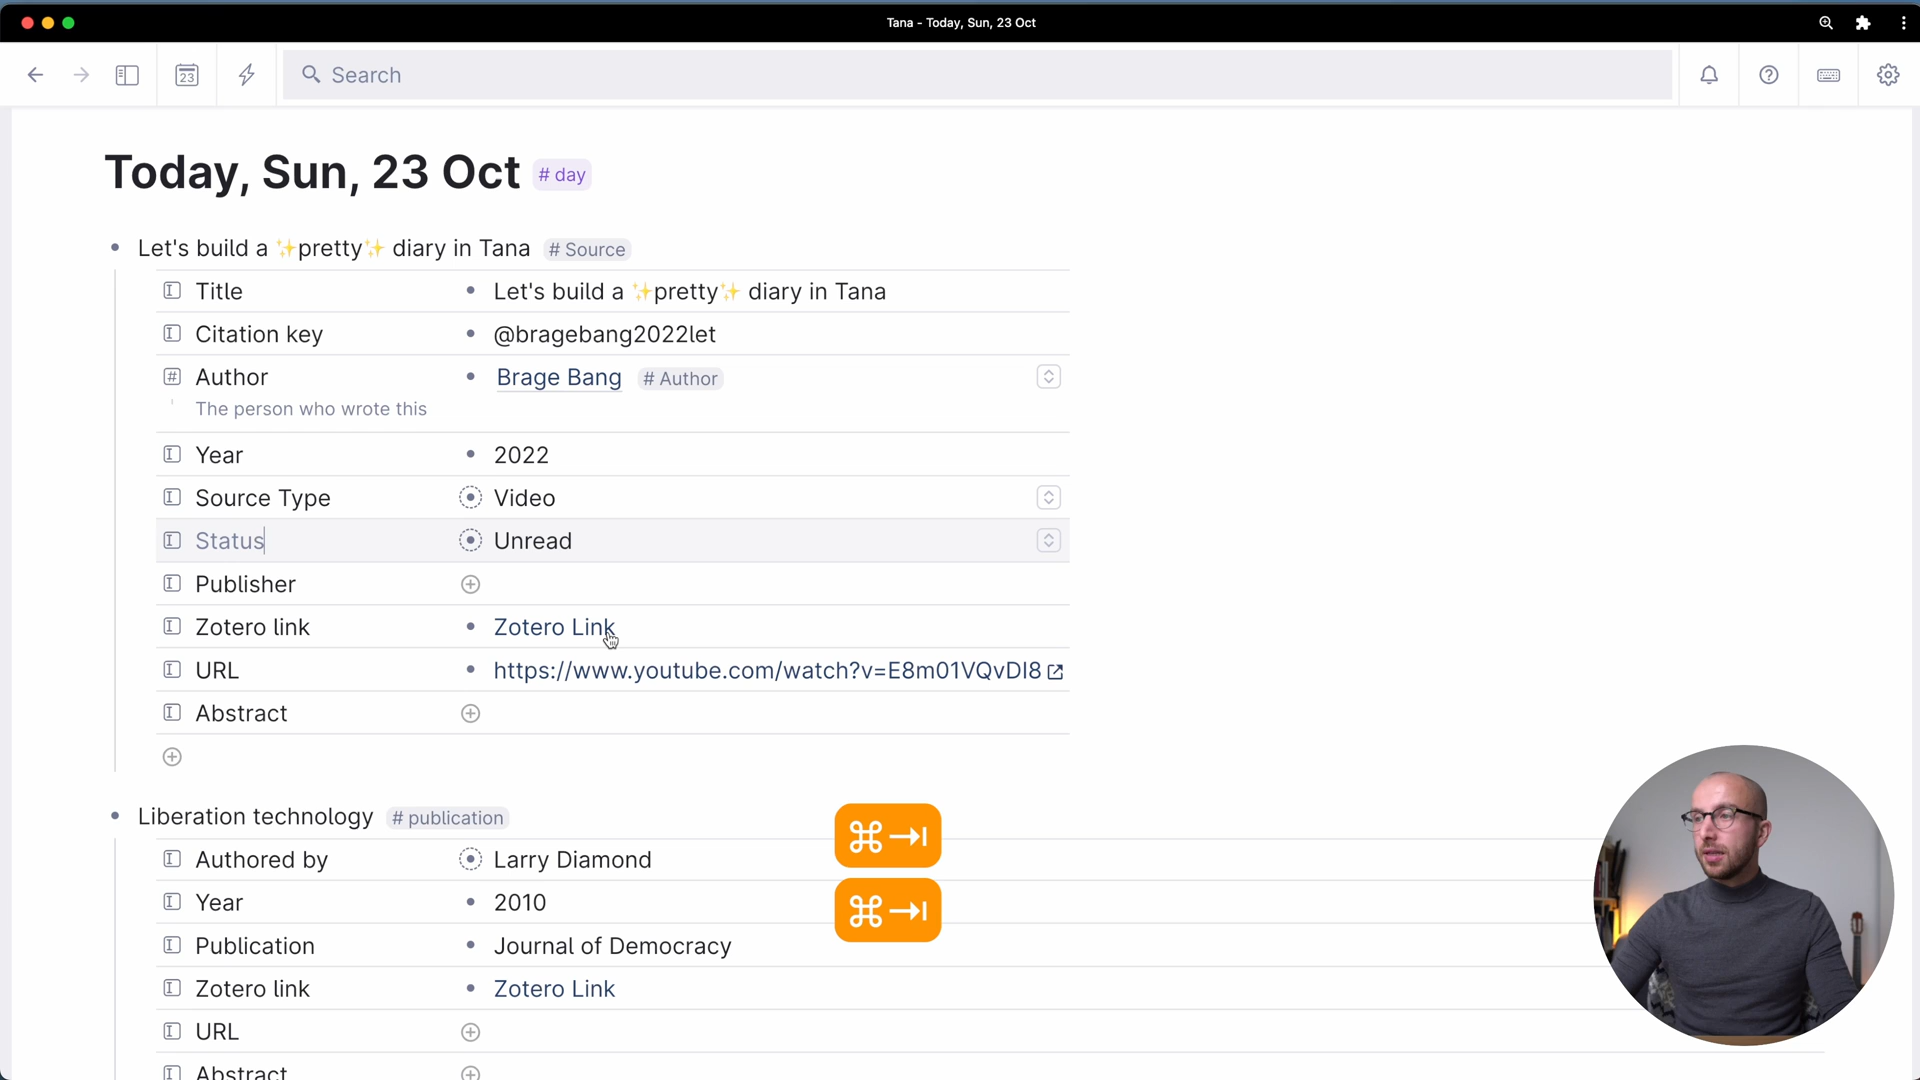 Tana - Today, Sun, 23 Oct
23
Search
Today, Sun, 23 Oct # day
Let's build a ✨pretty✨ diary in Tana # Source
Title Let's build a ✨pretty✨ diary in Tana
Citation key @bragebang2022let
Author Brage Bang # Author
The person who wrote this
Year 2022
Source Type Video
Status Unread
Publisher
Zotero link Zotero Link
URL https://www.youtube.com/watch?v=E8m01VQvDI8
Abstract
Liberation technology # publication
Authored by Larry Diamond
Year 2010
Publication Journal of Democracy
Zotero link Zotero Link
URL
Abstract